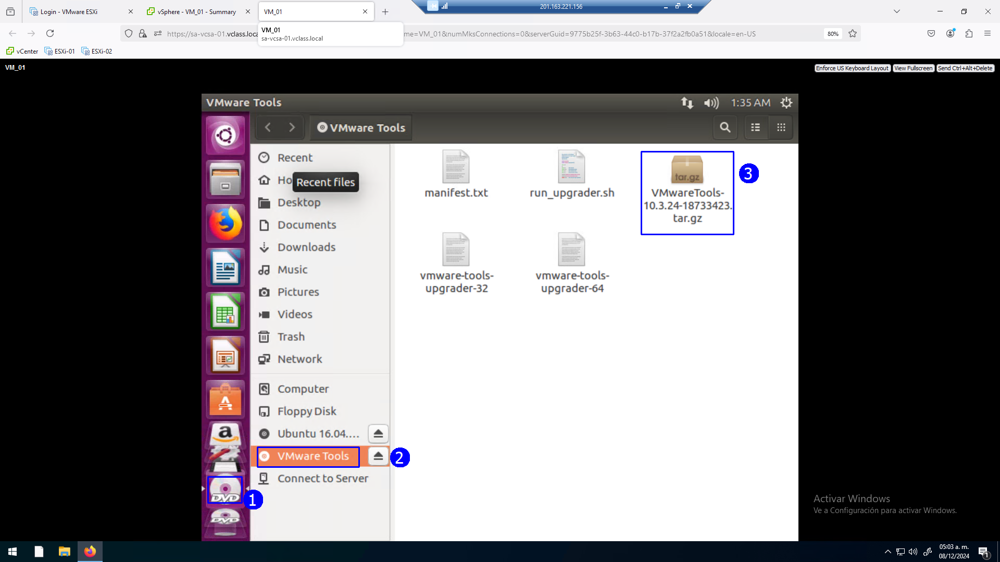 Login - VMware ESXi
vSphere - VM_01 - Summary
VM_01
201.163.221.156
https://sa-vcsa-01.vclass.loca
me=VM_01&numMksConnections=0&serverGuid=9775b25f-3b63-44c0-b17b-37f2a2fb0a51&locale=en-US
80%
VM_01
sa-vcsa-01.vclass.local
vCenter
ESXi-01
ESXi-02
VM_01
Enforce US Keyboard Layout
View Fullscreen
Send Ctrl+Alt+Delete
VMware Tools
1:35 AM
VMware Tools
Recent
Ho
Recent files
Desktop
Documents
Downloads
Music
Pictures
Videos
Trash
Network
Computer
Floppy Disk
Ubuntu 16.04....
VMware Tools
2
Connect to Server
manifest.txt
run_upgrader.sh
tar.gz
VMwareTools-
10.3.24-18733423.
tar.gz
3
vmware-tools-
upgrader-32
vmware-tools-
upgrader-64
a
A
DVD
1
DVD
Activar Windows
Ve a Configuración para activar Windows.
05:03 a. m.
08/12/2024
1